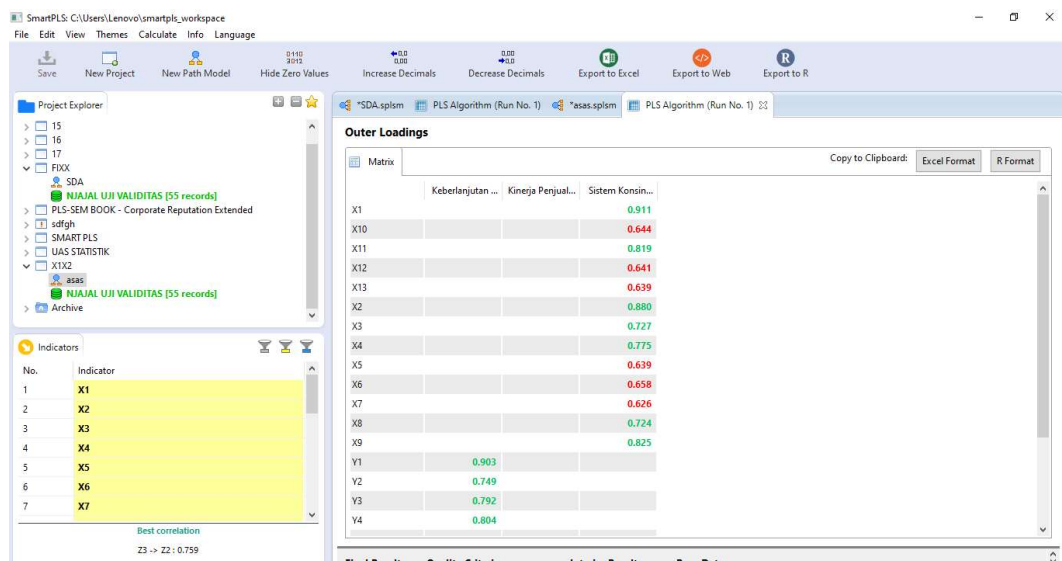 SmartPLS: C:\Users\Lenovo\smartpls_workspace
File Edit View Themes Calculate Info Language
Save New Project New Path Model Hide Zero Values Increase Decimals Decrease Decimals Export to Excel Export to Web Export to R
Project Explorer
15
16
17
FIXX
SDA
NJAJAL UJI VALIDITAS [55 records]
PLS-SEM BOOK - Corporate Reputation Extended
sdfgh
SMART PLS
UAS STATISTIK
X1X2
asas
NJAJAL UJI VALIDITAS [55 records]
Archive
Indicators
No. Indicator
1 X1
2 X2
3 X3
4 X4
5 X5
6 X6
7 X7
Best correlation
Z3 -> Z2 : 0.759
*SDA.splsm PLS Algorithm (Run No. 1) *asas.splsm PLS Algorithm (Run No. 1)
Outer Loadings
Matrix Copy to Clipboard: Excel Format R Format
Keberlanjutan ... Kinerja Penjual... Sistem Konsin...
X1 0.911
X10 0.644
X11 0.819
X12 0.641
X13 0.639
X2 0.880
X3 0.727
X4 0.775
X5 0.639
X6 0.658
X7 0.626
X8 0.724
X9 0.825
Y1 0.903
Y2 0.749
Y3 0.792
Y4 0.804